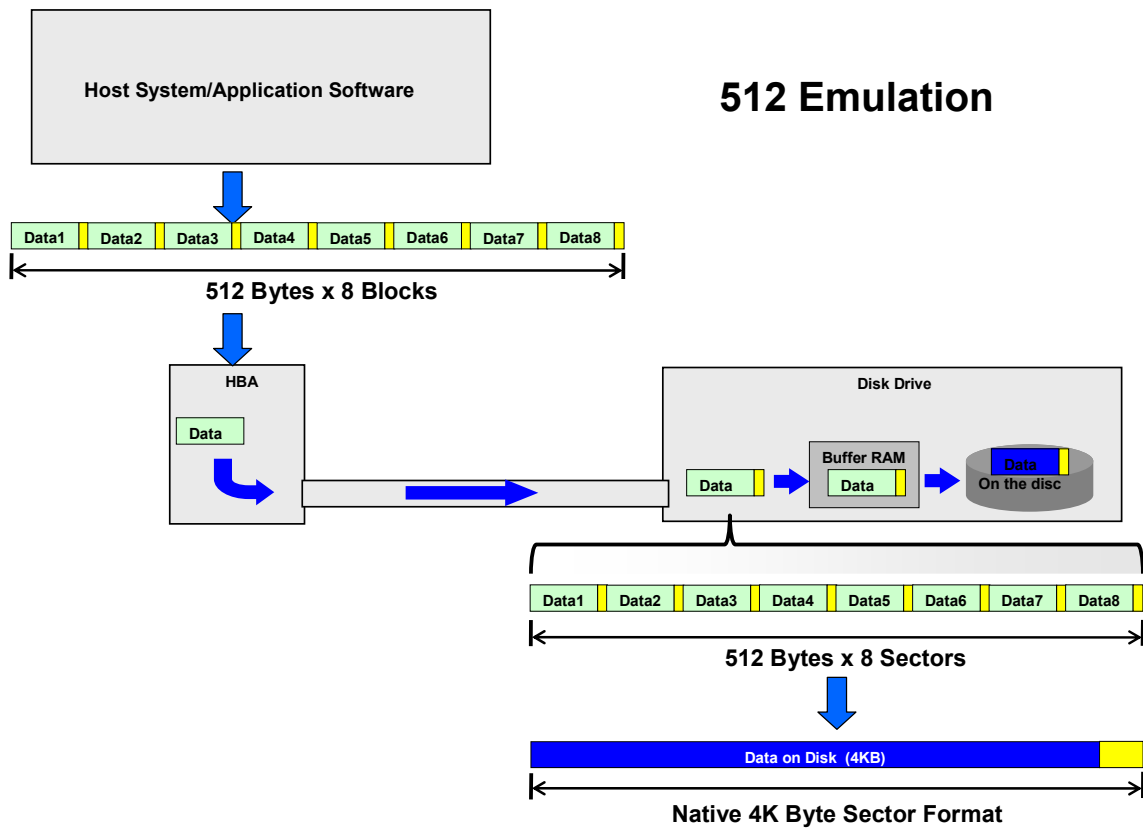 Host System/Application Software
512 Emulation
Data1 Data2 Data3 Data4 Data5 Data6 Data7 Data8
512 Bytes x 8 Blocks
HBA
Data
Disk Drive
Data
Buffer RAM
Data
Data
On the disc
Data1 Data2 Data3 Data4 Data5 Data6 Data7 Data8
512 Bytes x 8 Sectors
Data on Disk (4KB)
Native 4K Byte Sector Format